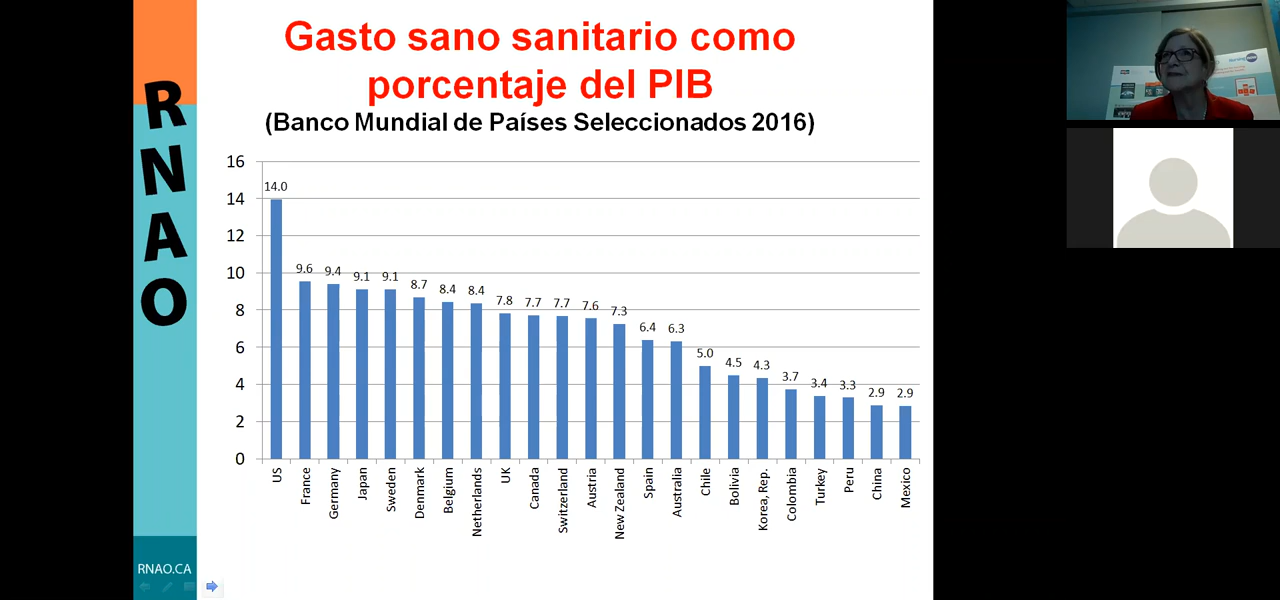 RNAO
RNAO.CA
Gasto sano sanitario como
porcentaje del PIB
(Banco Mundial de Países Seleccionados 2016)
16
14
12
10
8
6
4
2
0
14.0
9.6
9.4
9.1
9.1
8.7
8.4
8.4
7.8
7.7
7.7
7.6
7.3
6.4
6.3
5.0
4.5
4.3
3.7
3.4
3.3
2.9
2.9
US
France
Germany
Japan
Sweden
Denmark
Belgium
Netherlands
UK
Canada
Switzerland
Austria
New Zealand
Spain
Australia
Chile
Bolivia
Korea, Rep.
Colombia
Turkey
Peru
China
Mexico